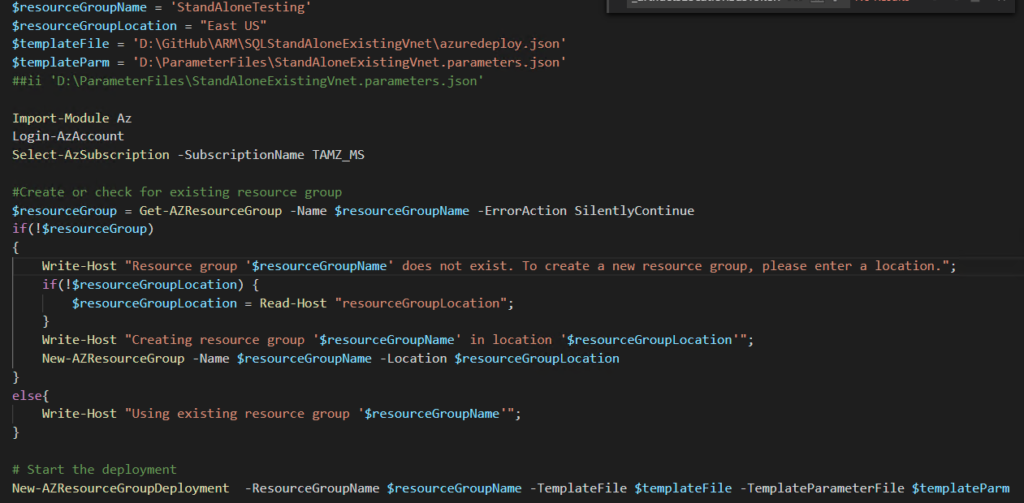 $resourceGroupName = 'StandAloneTesting'
$resourceGroupLocation = "East US"
$templateFile = 'D:\GitHub\ARM\SQLStandAloneExistingVnet\azuredeploy.json'
$templateParm = 'D:\ParameterFiles\StandAloneExistingVnet.parameters.json'
##ii 'D:\ParameterFiles\StandAloneExistingVnet.parameters.json'

Import-Module Az
Login-AzAccount
Select-AzSubscription -SubscriptionName TAMZ_MS

#Create or check for existing resource group
$resourceGroup = Get-AZResourceGroup -Name $resourceGroupName -ErrorAction SilentlyContinue
if(!$resourceGroup)
{
    Write-Host "Resource group '$resourceGroupName' does not exist. To create a new resource group, please enter a location.";
    if(!$resourceGroupLocation) {
        $resourceGroupLocation = Read-Host "resourceGroupLocation";
    }
    Write-Host "Creating resource group '$resourceGroupName' in location '$resourceGroupLocation'";
    New-AZResourceGroup -Name $resourceGroupName -Location $resourceGroupLocation
}
else{
    Write-Host "Using existing resource group '$resourceGroupName'";
}

# Start the deployment
New-AZResourceGroupDeployment  -ResourceGroupName $resourceGroupName -TemplateFile $templateFile -TemplateParameterFile $templateParm